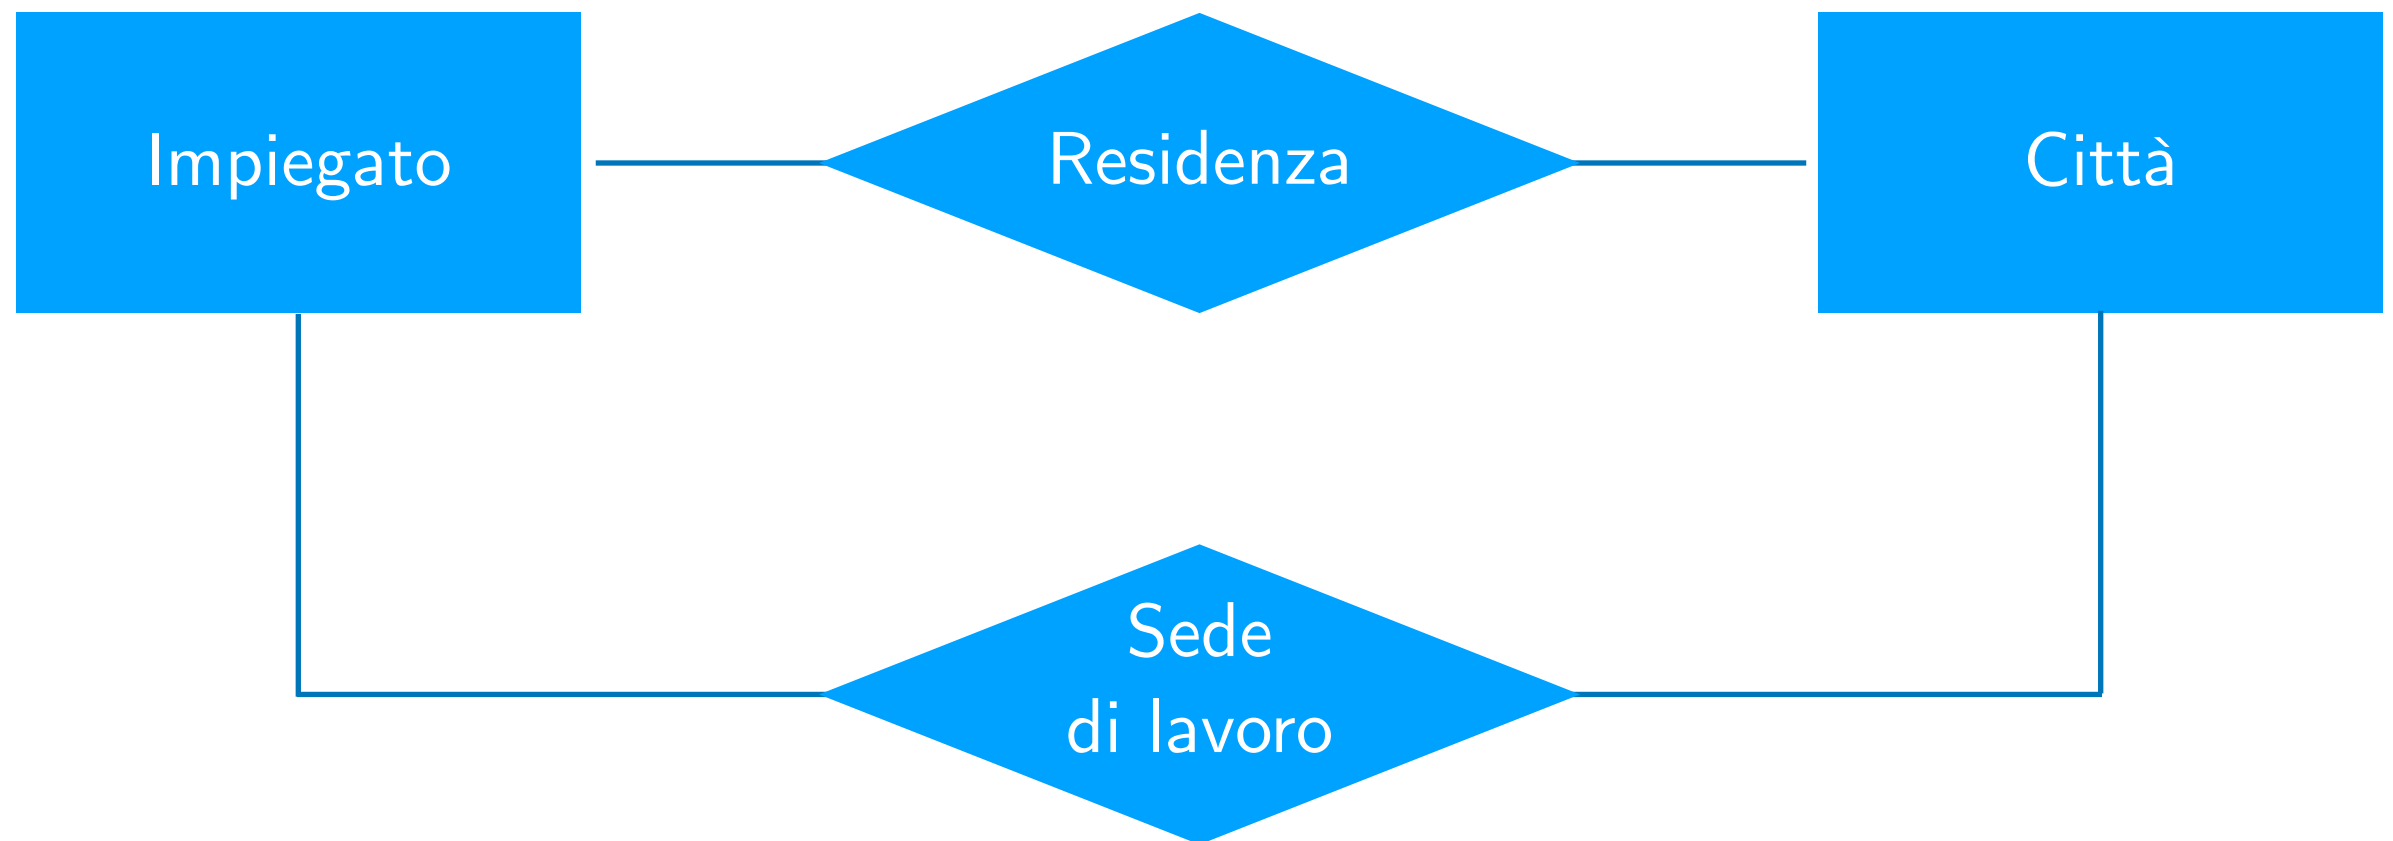 Impiegato
Residenza
Città
Sede
di lavoro